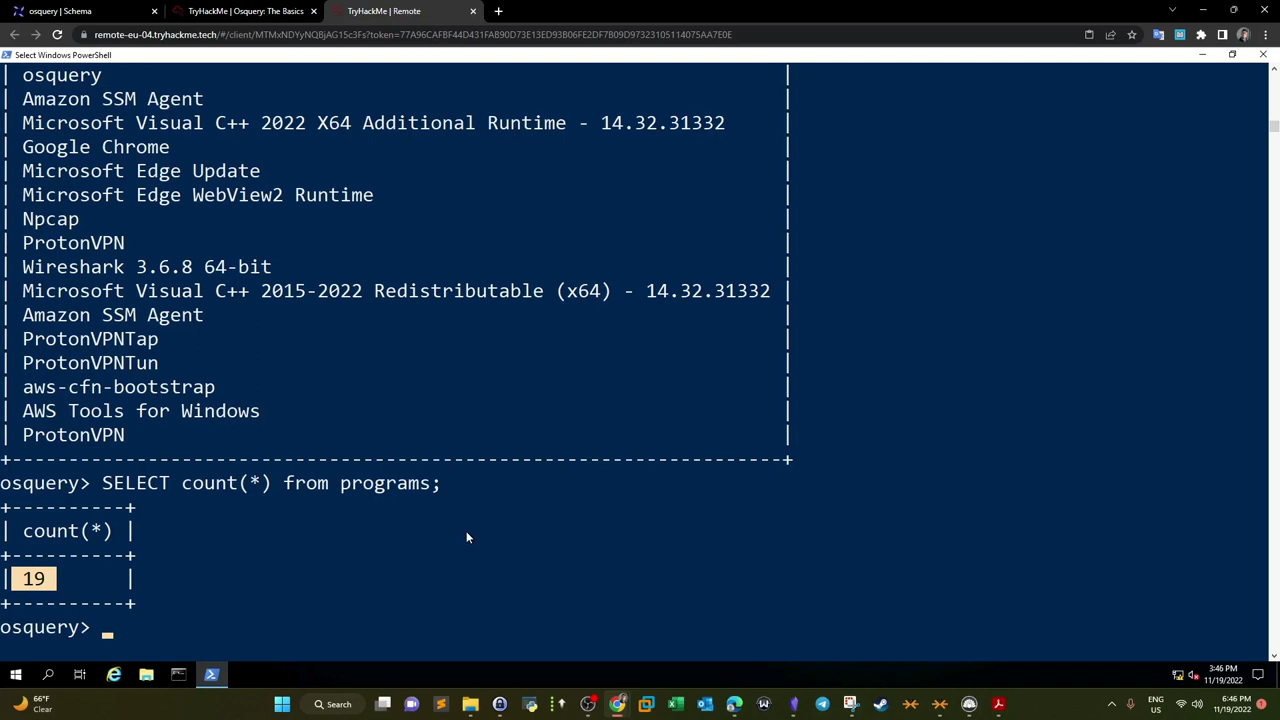 osquery | Schema
TryHackMe | Osquery: The Basics
TryHackMe | Remote
remote-eu-04.tryhackme.tech/#/client/MTMxNDYyNQBjAG15c3Fs?token=77A96CAFBF44D431FAB90D73E13ED93B06FE2DF7B09D97323105114075AA7E0E
Select Windows PowerShell
| osquery |
| Amazon SSM Agent |
| Microsoft Visual C++ 2022 X64 Additional Runtime - 14.32.31332 |
| Google Chrome |
| Microsoft Edge Update |
| Microsoft Edge WebView2 Runtime |
| Npcap |
| ProtonVPN |
| Wireshark 3.6.8 64-bit |
| Microsoft Visual C++ 2015-2022 Redistributable (x64) - 14.32.31332 |
| Amazon SSM Agent |
| ProtonVPNTap |
| ProtonVPNTun |
| aws-cfn-bootstrap |
| AWS Tools for Windows |
| ProtonVPN |
+--------------------------------------------------------------------+
osquery> SELECT count(*) from programs;
+----------+
| count(*) |
+----------+
| 19 |
+----------+
osquery> _
3:46 PM
11/19/2022
66°F
Clear
Search
ENG
US
6:46 PM
11/19/2022